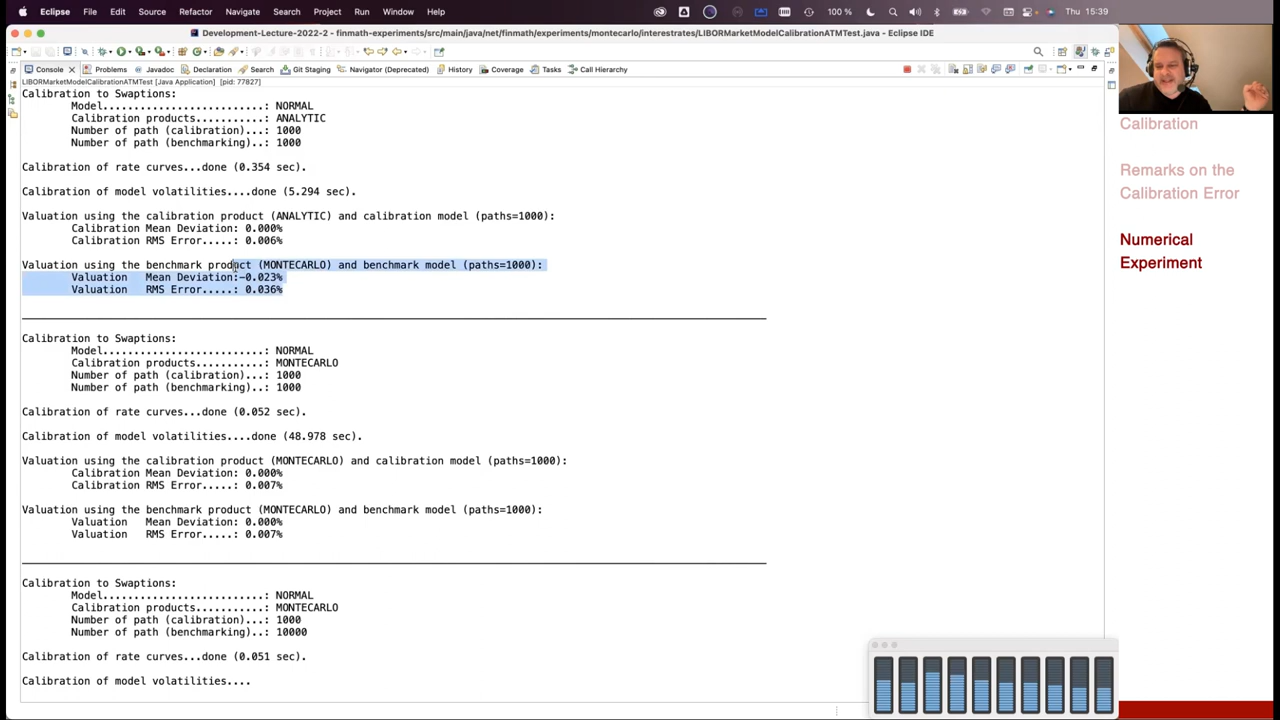 Eclipse File Edit Source Refactor Navigate Search Project Run Window Help 100 % Thu 15:39
Development-Lecture-2022-2 - finmath-experiments/src/main/java/net/finmath/experiments/montecarlo/interestrates/LIBORMarketModelCalibrationATMTest.java - Eclipse IDE
Console Problems Javadoc Declaration Search Git Staging Navigator (Deprecated) History Coverage Tasks Call Hierarchy
LIBORMarketModelCalibrationATMTest [Java Application] [pid: 77827]
Calibration to Swaptions:
Model..........................: NORMAL
Calibration products...........: ANALYTIC
Number of path (calibration)...: 1000
Number of path (benchmarking)..: 1000
Calibration of rate curves...done (0.354 sec).
Calibration of model volatilities....done (5.294 sec).
Valuation using the calibration product (ANALYTIC) and calibration model (paths=1000):
Calibration Mean Deviation: 0.000%
Calibration RMS Error.....: 0.006%
Valuation using the benchmark product (MONTECARLO) and benchmark model (paths=1000):
Valuation   Mean Deviation:-0.023%
Valuation   RMS Error.....: 0.036%
Calibration to Swaptions:
Model..........................: NORMAL
Calibration products...........: MONTECARLO
Number of path (calibration)...: 1000
Number of path (benchmarking)..: 1000
Calibration of rate curves...done (0.052 sec).
Calibration of model volatilities....done (48.978 sec).
Valuation using the calibration product (MONTECARLO) and calibration model (paths=1000):
Calibration Mean Deviation: 0.000%
Calibration RMS Error.....: 0.007%
Valuation using the benchmark product (MONTECARLO) and benchmark model (paths=1000):
Valuation   Mean Deviation: 0.000%
Valuation   RMS Error.....: 0.007%
Calibration to Swaptions:
Model..........................: NORMAL
Calibration products...........: MONTECARLO
Number of path (calibration)...: 1000
Number of path (benchmarking)..: 10000
Calibration of rate curves...done (0.051 sec).
Calibration of model volatilities....
Calibration
Remarks on the
Calibration Error
Numerical
Experiment